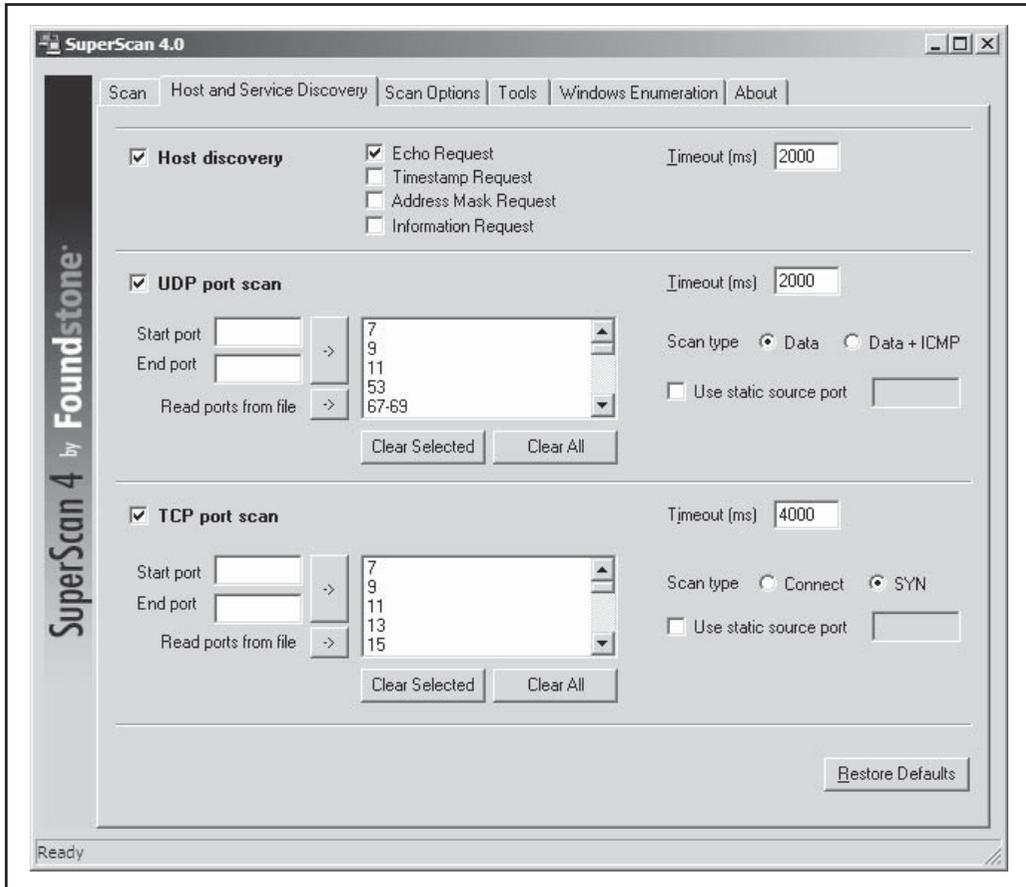 SuperScan 4.0
Scan Host and Service Discovery Scan Options Tools Windows Enumeration About
Host discovery
Echo Request
Timestamp Request
Address Mask Request
Information Request
Timeout (ms) 2000
UDP port scan
Timeout (ms) 2000
Start port
End port
->
Read ports from file ->
7
9
11
53
67-69
Clear Selected Clear All
Scan type Data Data + ICMP
Use static source port
TCP port scan
Timeout (ms) 4000
Start port
End port
->
Read ports from file ->
7
9
11
13
15
Clear Selected Clear All
Scan type Connect SYN
Use static source port
Restore Defaults
SuperScan 4 by Foundstone
Ready